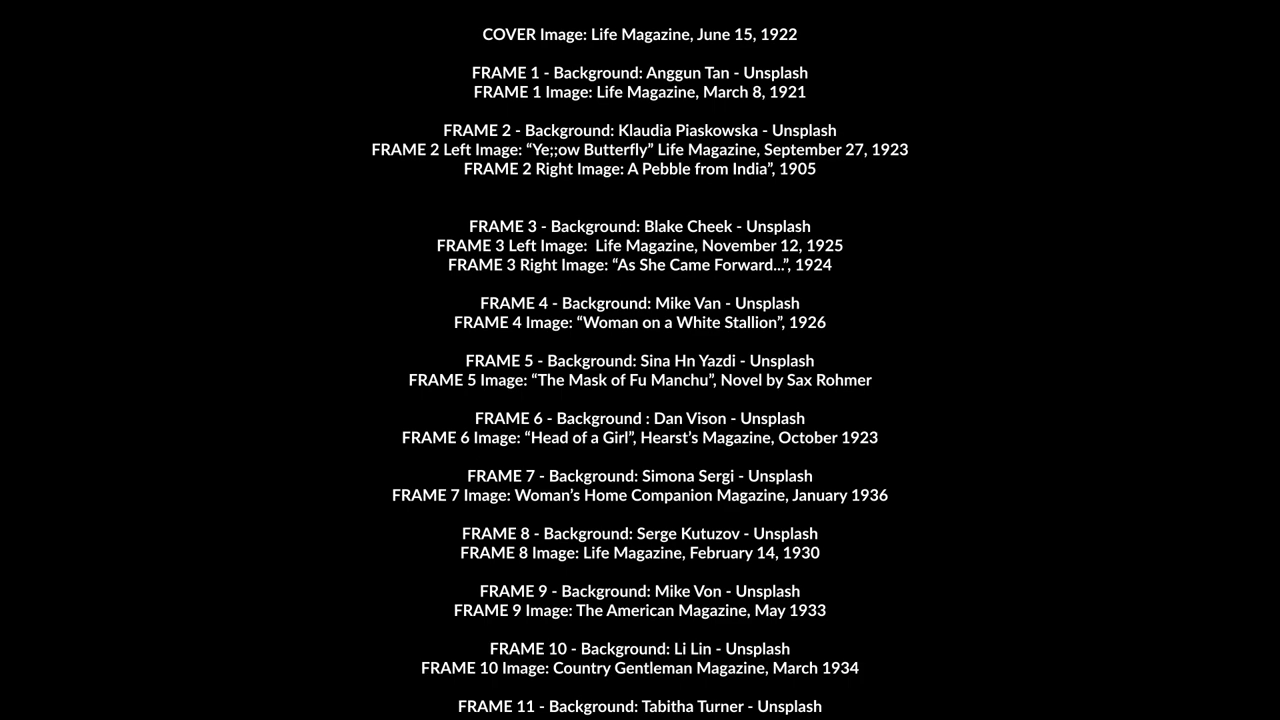 COVER Image: Life Magazine, June 15, 1922
FRAME 1 - Background: Anggun Tan - Unsplash
FRAME 1 Image: Life Magazine, March 8, 1921
FRAME 2 - Background: Klaudia Piaskowska - Unsplash
FRAME 2 Left Image: “Ye;;ow Butterfly” Life Magazine, September 27, 1923
FRAME 2 Right Image: A Pebble from India”, 1905
FRAME 3 - Background: Blake Cheek - Unsplash
FRAME 3 Left Image:  Life Magazine, November 12, 1925
FRAME 3 Right Image: “As She Came Forward...”, 1924
FRAME 4 - Background: Mike Van - Unsplash
FRAME 4 Image: “Woman on a White Stallion”, 1926
FRAME 5 - Background: Sina Hn Yazdi - Unsplash
FRAME 5 Image: “The Mask of Fu Manchu”, Novel by Sax Rohmer
FRAME 6 - Background : Dan Vison - Unsplash
FRAME 6 Image: “Head of a Girl”, Hearst’s Magazine, October 1923
FRAME 7 - Background: Simona Sergi - Unsplash
FRAME 7 Image: Woman’s Home Companion Magazine, January 1936
FRAME 8 - Background: Serge Kutuzov - Unsplash
FRAME 8 Image: Life Magazine, February 14, 1930
FRAME 9 - Background: Mike Von - Unsplash
FRAME 9 Image: The American Magazine, May 1933
FRAME 10 - Background: Li Lin - Unsplash
FRAME 10 Image: Country Gentleman Magazine, March 1934
FRAME 11 - Background: Tabitha Turner - Unsplash